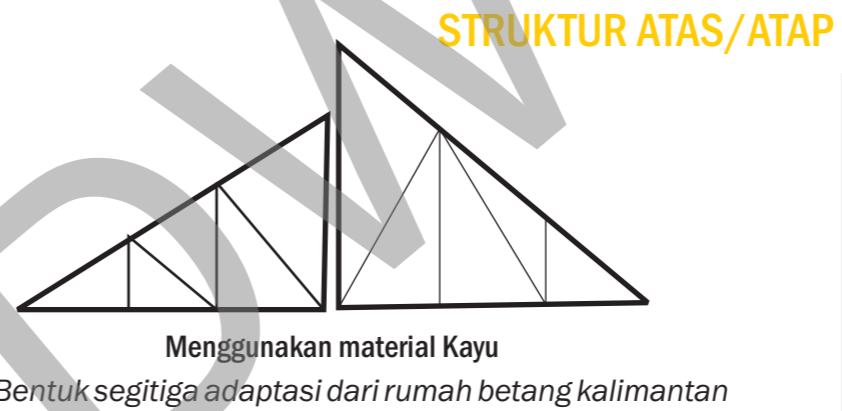 STRUKTUR ATAS/ATAP
Menggunakan material Kayu
Bentuk segitiga adaptasi dari rumah betang kalimantan